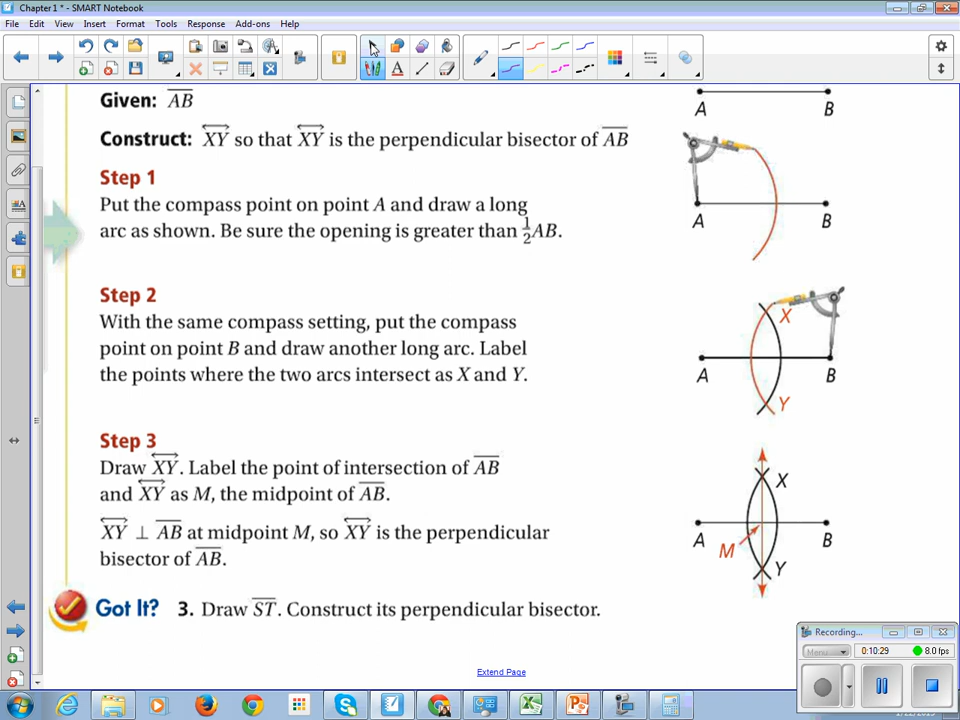 Chapter 1 * - SMART Notebook
File Edit View Insert Format Tools Response Add-ons Help
Given: AB
A B
Construct: XY so that XY is the perpendicular bisector of AB
Step 1
Put the compass point on point A and draw a long
arc as shown. Be sure the opening is greater than 1/2 AB.
A B
Step 2
With the same compass setting, put the compass
point on point B and draw another long arc. Label
the points where the two arcs intersect as X and Y.
X
A B
Y
Step 3
Draw XY. Label the point of intersection of AB
and XY as M, the midpoint of AB.
XY ⊥ AB at midpoint M, so XY is the perpendicular
bisector of AB.
X
A B
M
Y
Got It? 3. Draw ST. Construct its perpendicular bisector.
Extend Page
Recording...
Menu 0:10:29 8.0 fps